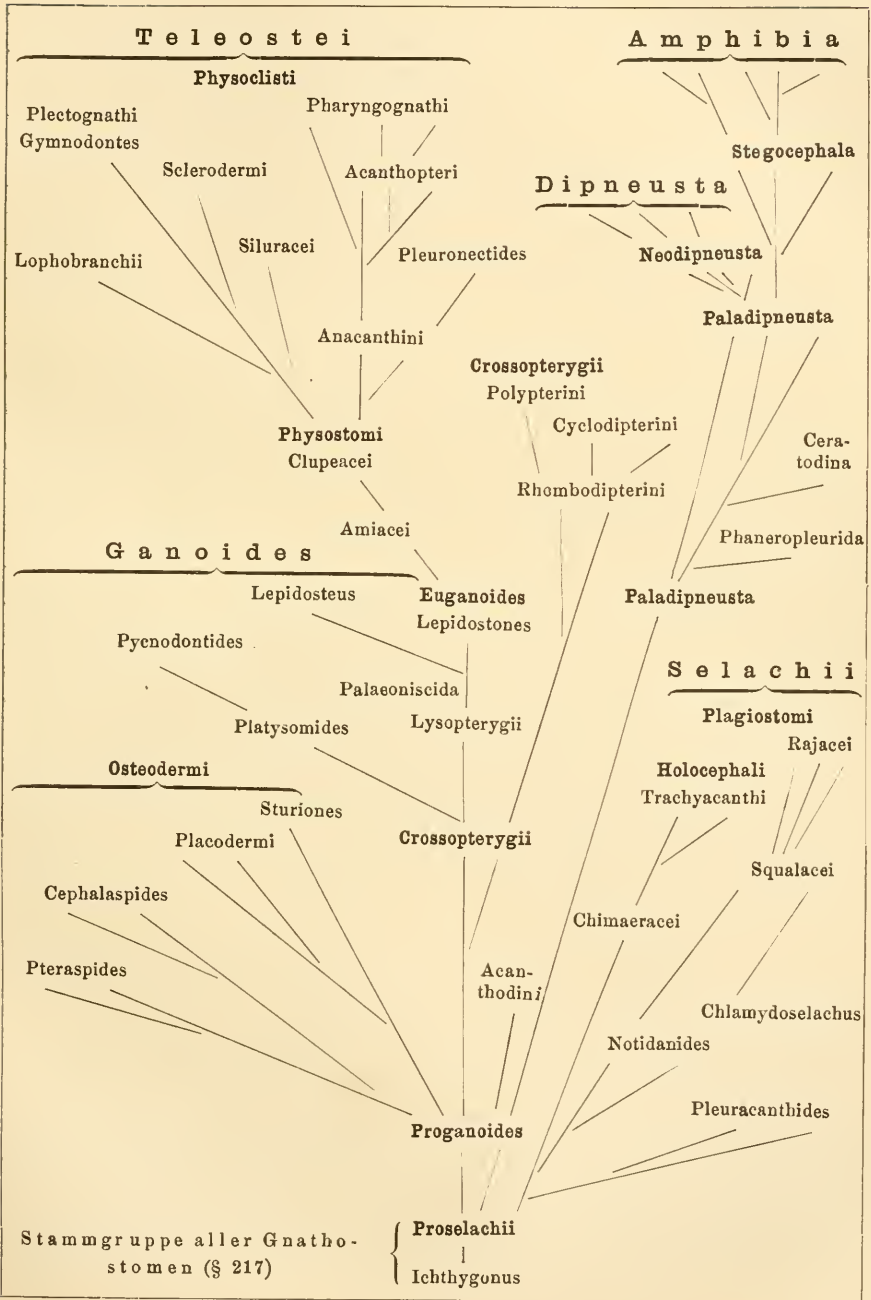 Teleostei
Amphibia
Physoclisti
Pharyngognathi
Plectognathi
Gymnodontes
Stegocephala
Sclerodermi
Acanthopteri
Dipneusta
Siluracei
Pleuronectides
Neodipneusta
Lophobranchii
Paladipneusta
Anacanthini
Crossopterygii
Polypterini
Cyclodipterini
Physostomi
Clupeacei
Cera-
todina
Rhombodipterini
Amiacei
Phaneropleurida
Ganoides
Lepidosteus
Euganoides
Lepidostones
Paladipneusta
Pycnodontides
Selachii
Palaeoniscida
Plagiostomi
Platysomides
Lysopterygii
Rajacei
Osteodermi
Holocephali
Trachyacanthi
Sturiones
Placodermi
Crossopterygii
Squalacei
Cephalaspides
Chimaeracei
Pteraspides
Acan-
thodini
Chlamydoselachus
Notidanides
Pleuracanthides
Proganoides
Stammgruppe aller Gnatho-
stomen (§ 217)
Proselachii
Ichthygonus